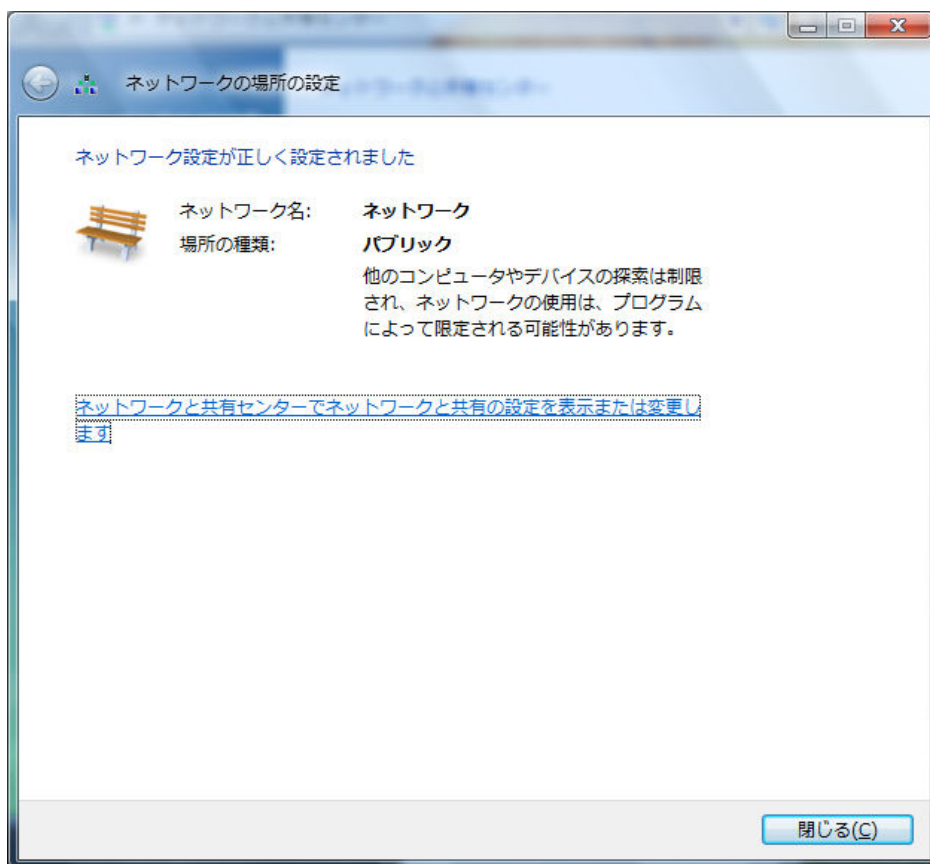 ネットワークの場所の設定
ネットワーク設定が正しく設定されました
ネットワーク名: ネットワーク
場所の種類: パブリック
他のコンピュータやデバイスの探索は制限
され、ネットワークの使用は、プログラム
によって限定される可能性があります。
ネットワークと共有センターでネットワークと共有の設定を表示または変更し
ます
閉じる(C)